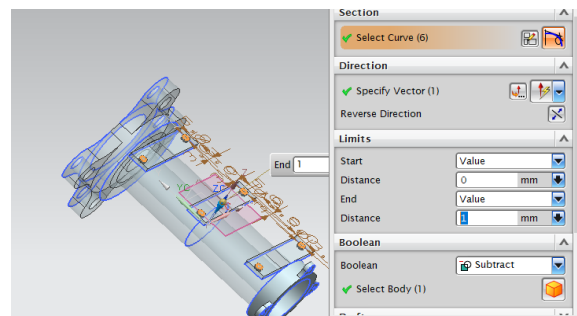 Section
Select Curve (6)
Direction
Specify Vector (1)
Reverse Direction
Limits
Start Value
Distance 0 mm
End Value
Distance 1 mm
Boolean
Boolean Subtract
Select Body (1)
End 1
YC